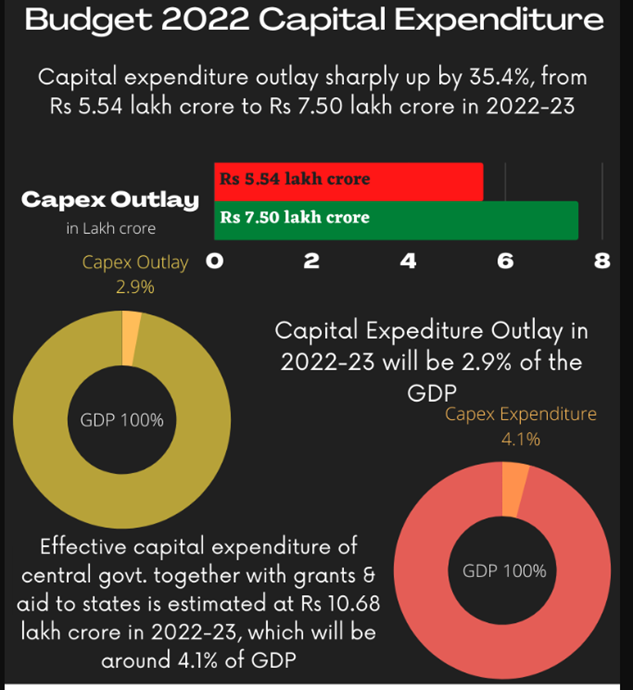 Budget 2022 Capital Expenditure
Capital expenditure outlay sharply up by 35.4%, from
Rs 5.54 lakh crore to Rs 7.50 lakh crore in 2022-23
Capex Outlay
in Lakh crore
Rs 5.54 lakh crore
Rs 7.50 lakh crore
0 2 4 6 8
Capex Outlay
2.9%
GDP 100%
Capital Expediture Outlay in
2022-23 will be 2.9% of the
GDP
Capex Expenditure
4.1%
GDP 100%
Effective capital expenditure of
central govt. together with grants &
aid to states is estimated at Rs 10.68
lakh crore in 2022-23, which will be
around 4.1% of GDP